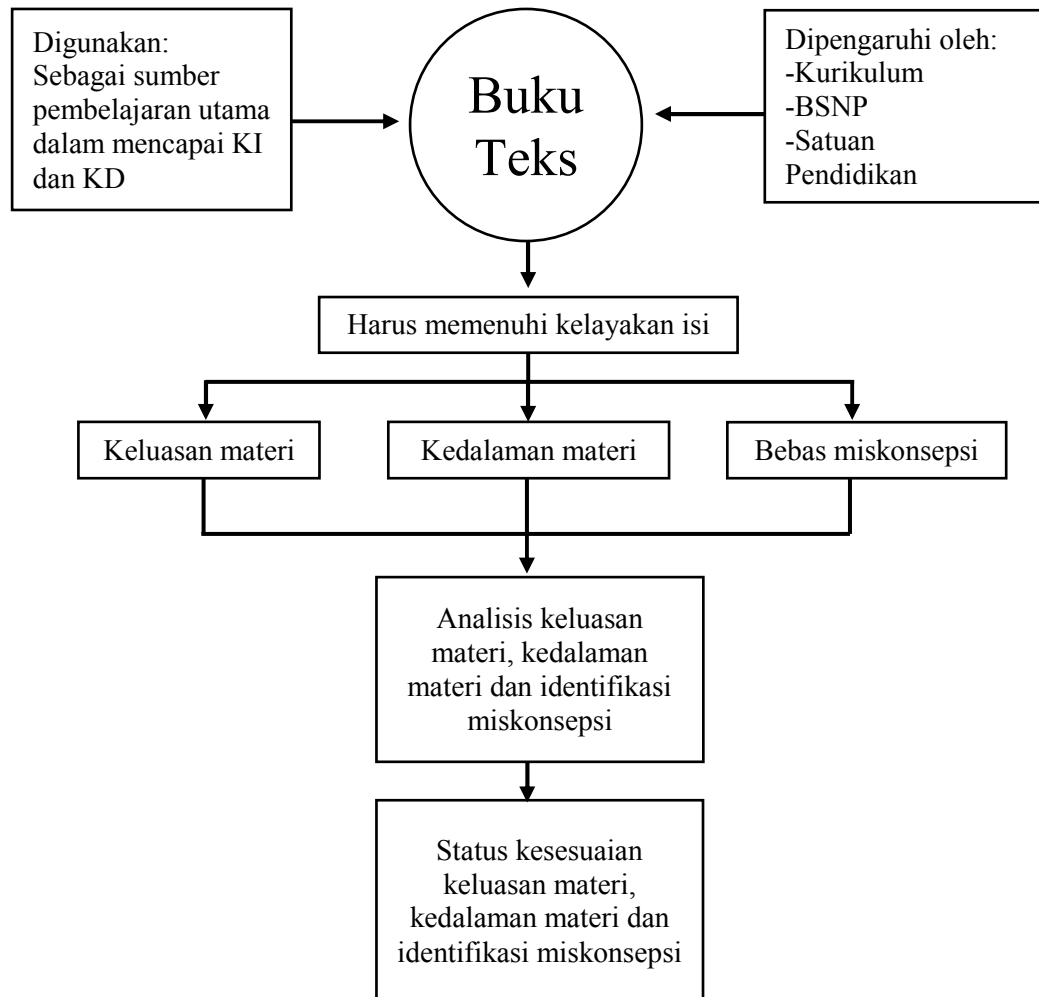 Digunakan:
Sebagai sumber
pembelajaran utama
dalam mencapai KI
dan KD
Buku
Teks
Dipengaruhi oleh:
-Kurikulum
-BSNP
-Satuan
Pendidikan
Harus memenuhi kelayakan isi
Keluasan materi
Kedalaman materi
Bebas miskonsepsi
Analisis keluasan
materi, kedalaman
materi dan identifikasi
miskonsepsi
Status kesesuaian
keluasan materi,
kedalaman materi dan
identifikasi miskonsepsi